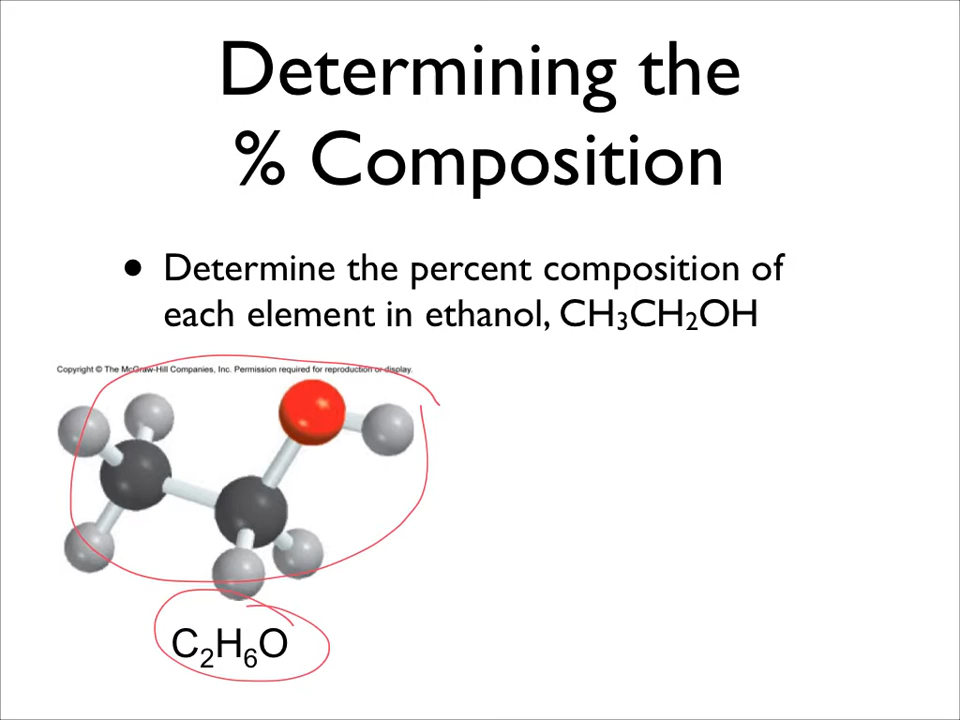 Determining the
% Composition
• Determine the percent composition of
each element in ethanol, CH₃CH₂OH
Copyright © The McGraw-Hill Companies, Inc. Permission required for reproduction or display.
C₂H₆O